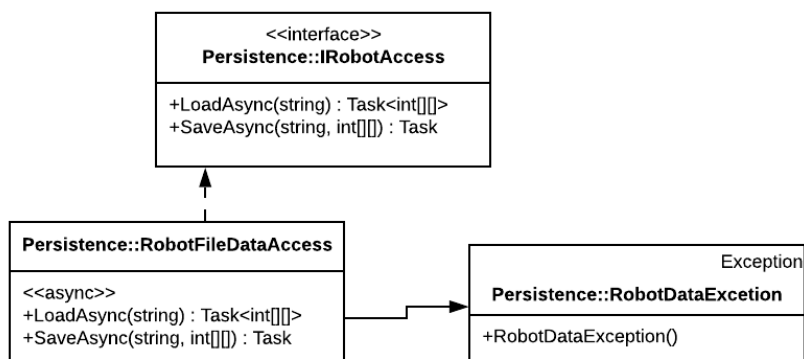 <<interface>>
Persistence::IRobotAccess
+LoadAsync(string) : Task<int[][]>
+SaveAsync(string, int[][]) : Task
Persistence::RobotFileDataAccess
<<async>>
+LoadAsync(string) : Task<int[][]>
+SaveAsync(string, int[][]) : Task
Exception
Persistence::RobotDataExcetion
+RobotDataException()